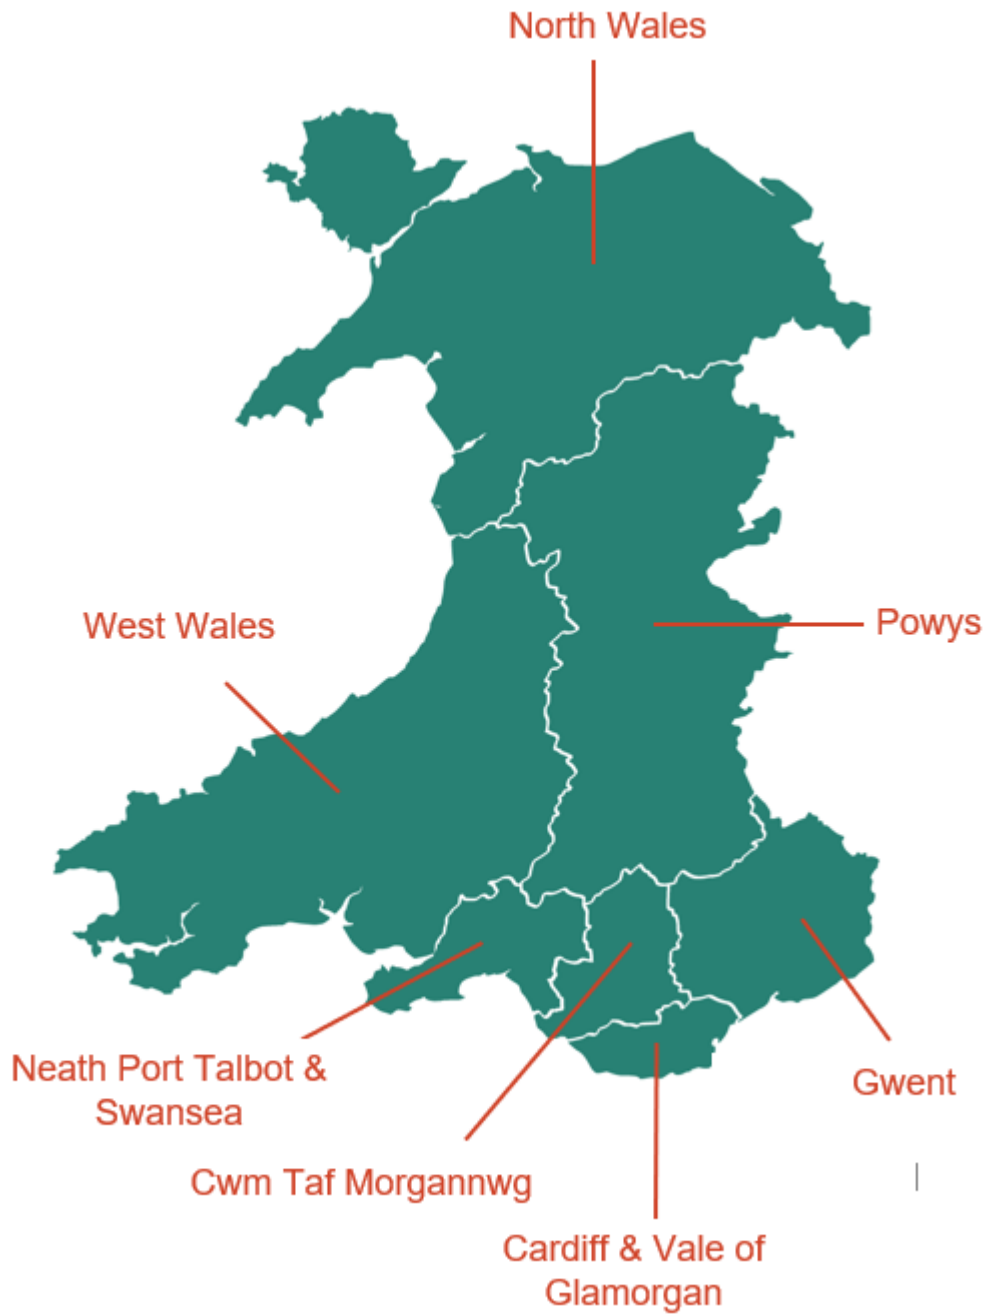 North Wales
West Wales
Powys
Neath Port Talbot &
Swansea
Gwent
Cwm Taf Morgannwg
Cardiff & Vale of
Glamorgan